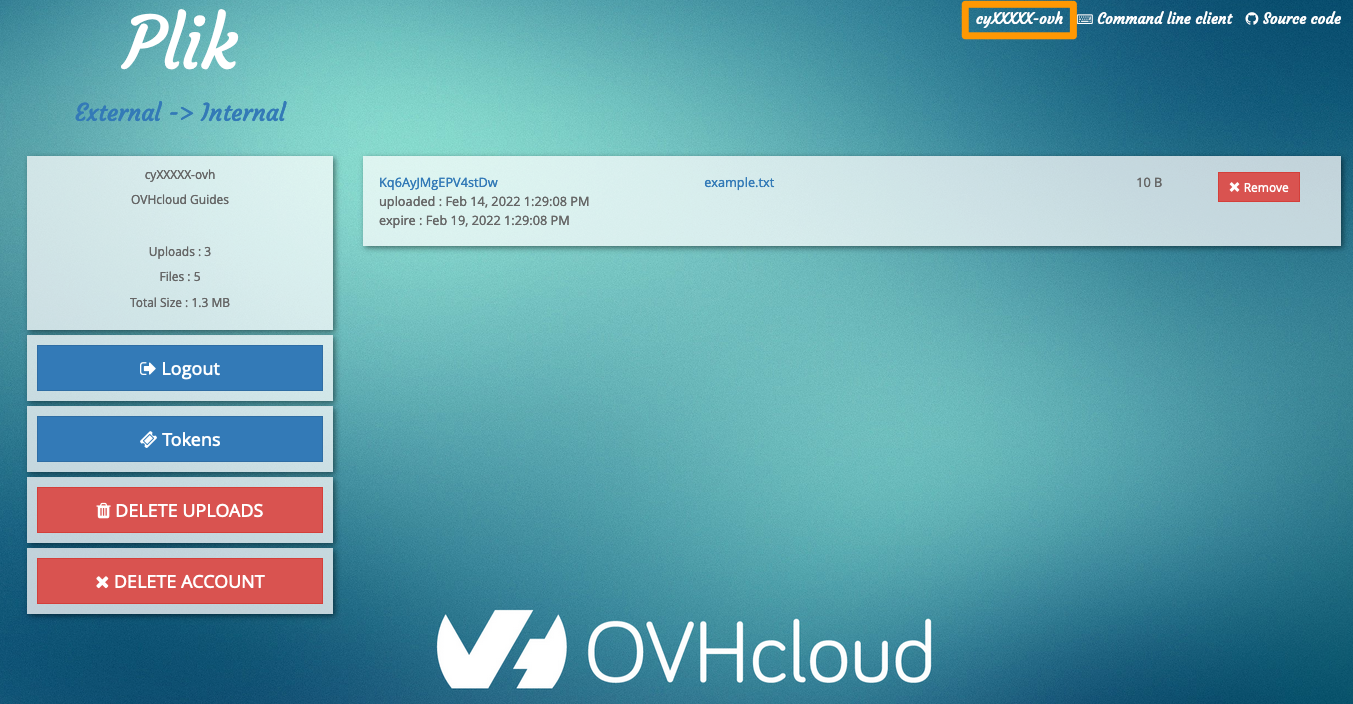 Plik
cyXXXXX-ovh Command line client Source code
External -> Internal
cyXXXXX-ovh
OVHcloud Guides
Uploads : 3
Files : 5
Total Size : 1.3 MB
Logout
Tokens
DELETE UPLOADS
DELETE ACCOUNT
Kq6AyJMgEPV4stDw example.txt 10 B Remove
uploaded : Feb 14, 2022 1:29:08 PM
expire : Feb 19, 2022 1:29:08 PM
OVHcloud